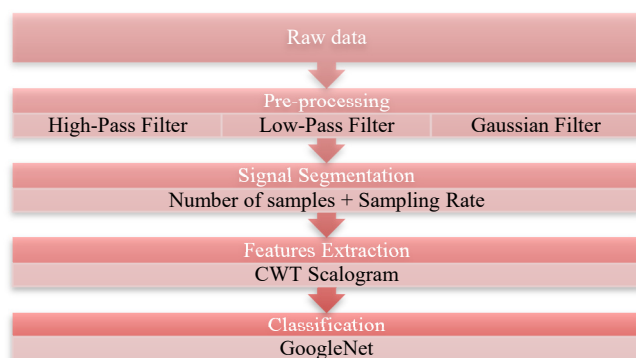 Raw data
Pre-processing
High-Pass Filter Low-Pass Filter Gaussian Filter
Signal Segmentation
Number of samples + Sampling Rate
Features Extraction
CWT Scalogram
Classification
GoogleNet